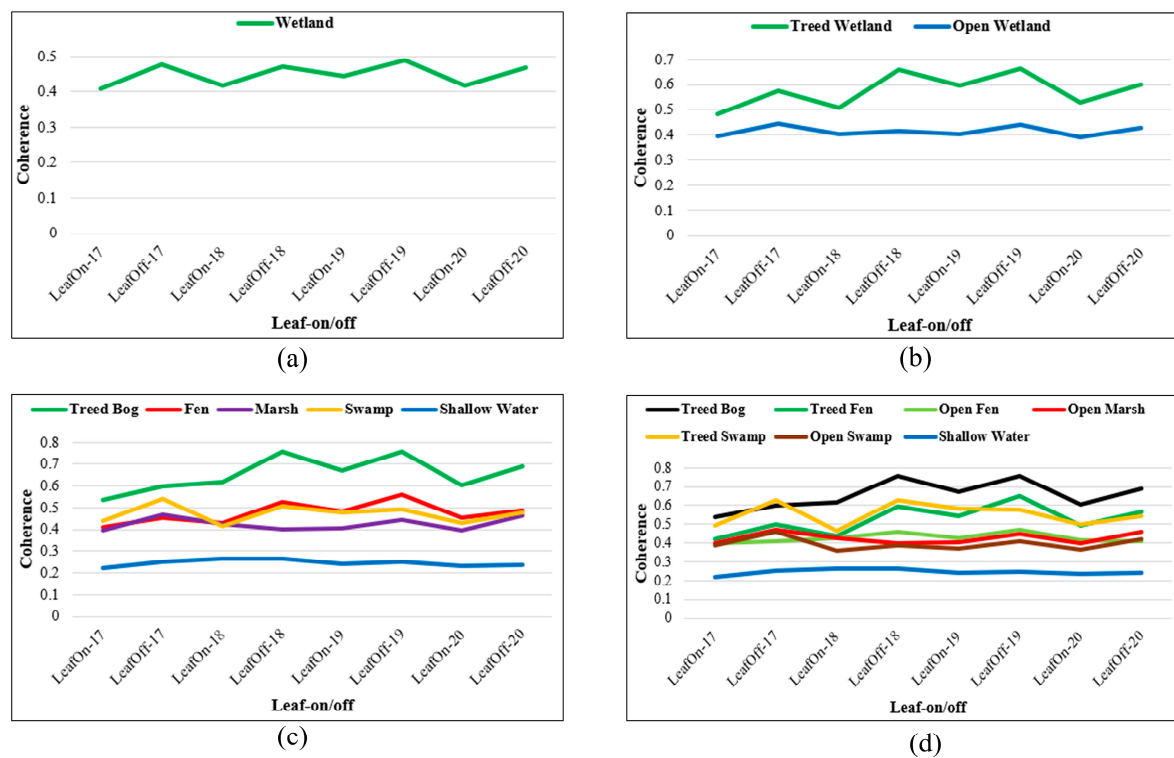 Wetland
0.5
0.4
0.3
0.2
0.1
0
Coherence
LeafOn-17
LeafOff-17
LeafOn-18
LeafOff-18
LeafOn-19
LeafOff-19
LeafOn-20
LeafOff-20
Leaf-on/off
(a)
Treed Wetland Open Wetland
0.7
0.6
0.5
0.4
0.3
0.2
0.1
0
Coherence
LeafOn-17
LeafOff-17
LeafOn-18
LeafOff-18
LeafOn-19
LeafOff-19
LeafOn-20
LeafOff-20
Leaf-on/off
(b)
Treed Bog Fen Marsh Swamp Shallow Water
0.8
0.7
0.6
0.5
0.4
0.3
0.2
0.1
0
Coherence
LeafOn-17
LeafOff-17
LeafOn-18
LeafOff-18
LeafOn-19
LeafOff-19
LeafOn-20
LeafOff-20
Leaf-on/off
(c)
Treed Bog Treed Fen Open Fen Open Marsh
Treed Swamp Open Swamp Shallow Water
0.8
0.7
0.6
0.5
0.4
0.3
0.2
0.1
0
Coherence
LeafOn-17
LeafOff-17
LeafOn-18
LeafOff-18
LeafOn-19
LeafOff-19
LeafOn-20
LeafOff-20
Leaf-on/off
(d)